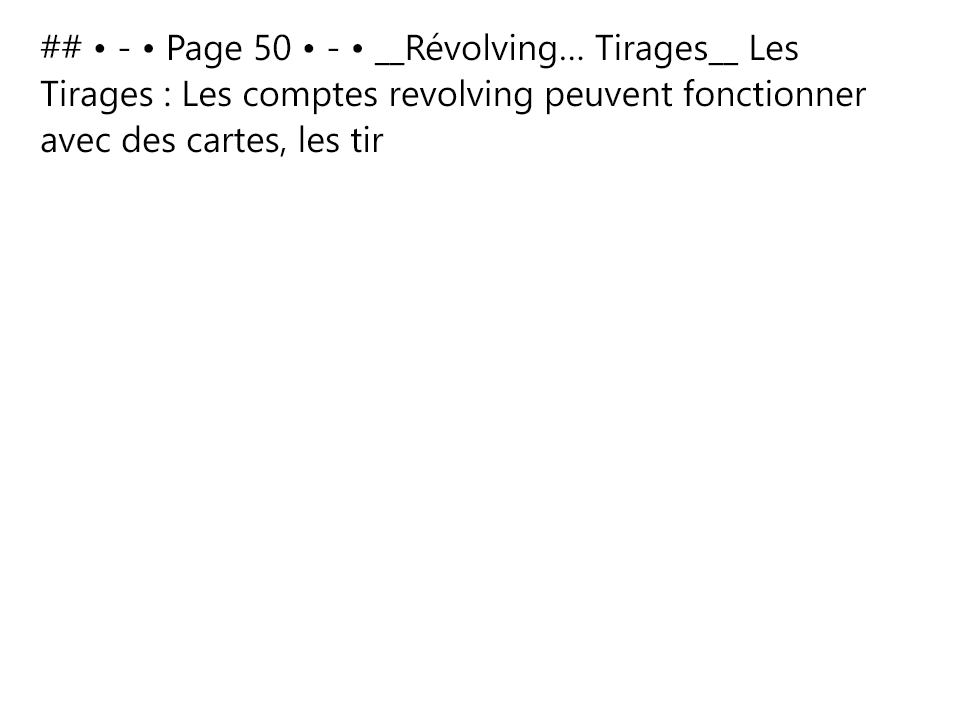 ## • - • Page 50 • - • __Révolving… Tirages__ Les
Tirages : Les comptes revolving peuvent fonctionner
avec des cartes, les tir